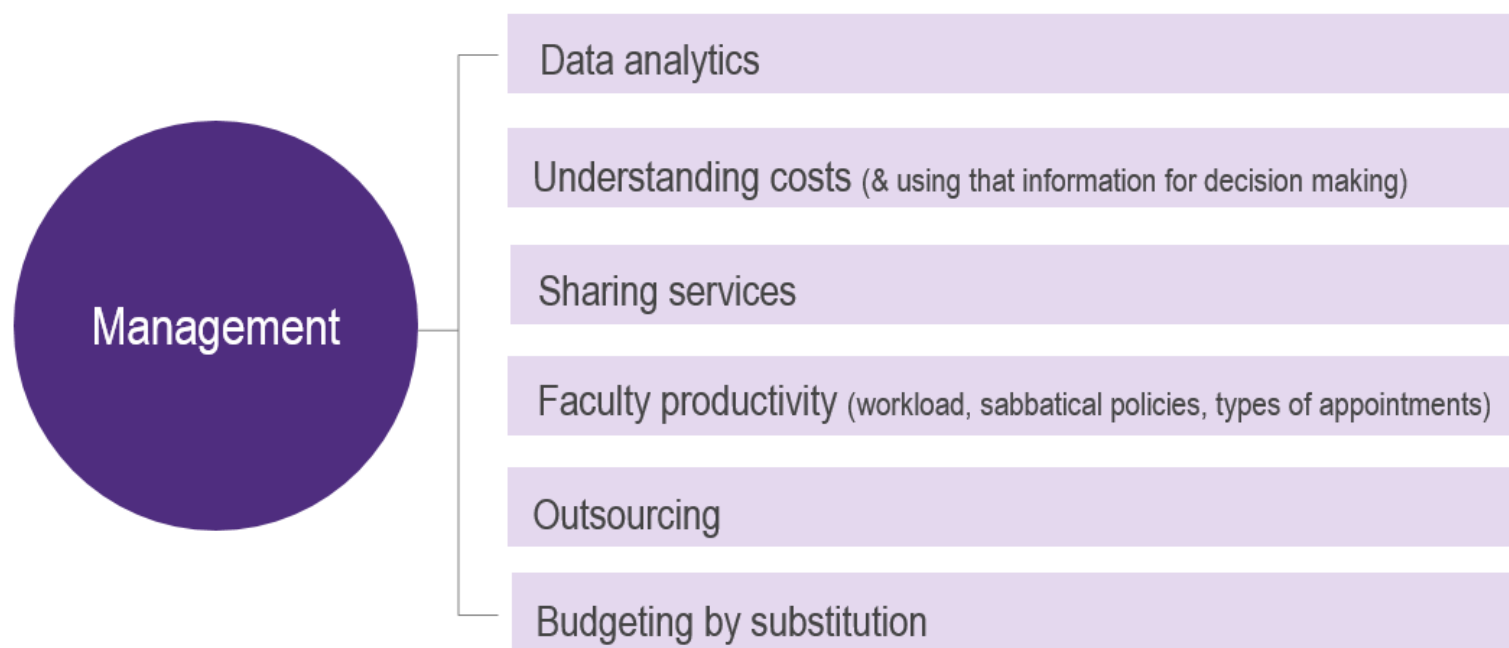 Management
Data analytics
Understanding costs (& using that information for decision making)
Sharing services
Faculty productivity (workload, sabbatical policies, types of appointments)
Outsourcing
Budgeting by substitution